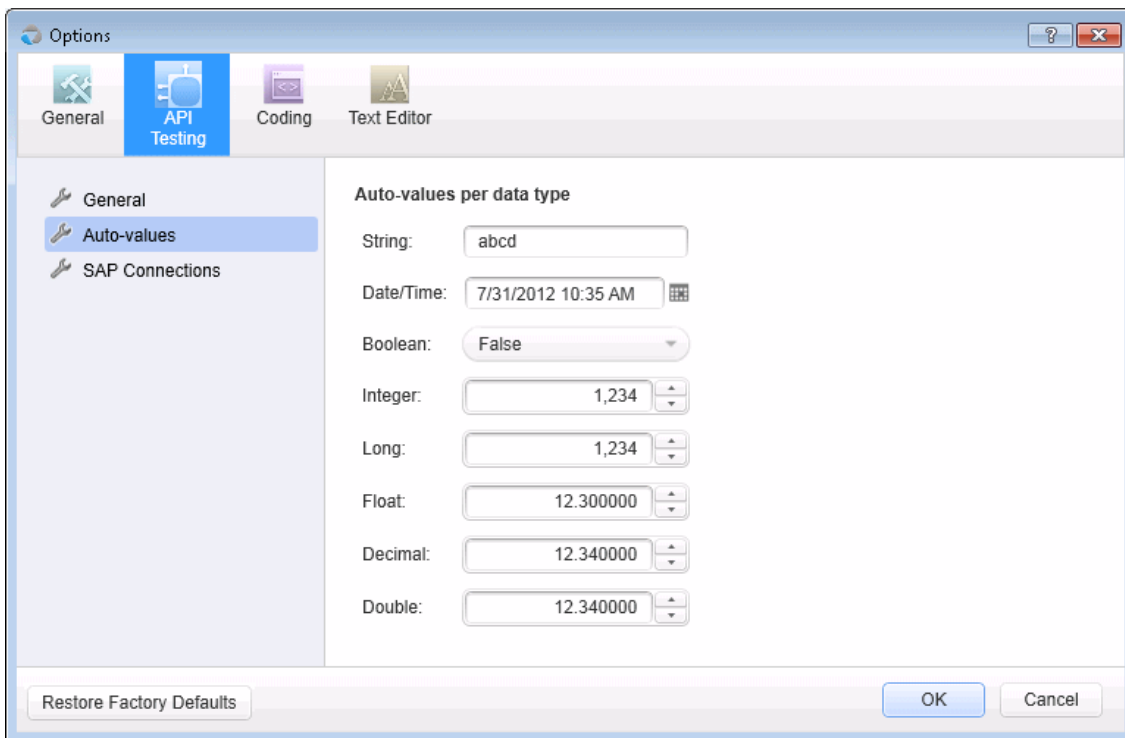 Options
General
API
Testing
Coding
Text Editor
General
Auto-values
SAP Connections
Auto-values per data type
String: abcd
Date/Time: 7/31/2012 10:35 AM
Boolean: False
Integer: 1,234
Long: 1,234
Float: 12.300000
Decimal: 12.340000
Double: 12.340000
Restore Factory Defaults OK Cancel